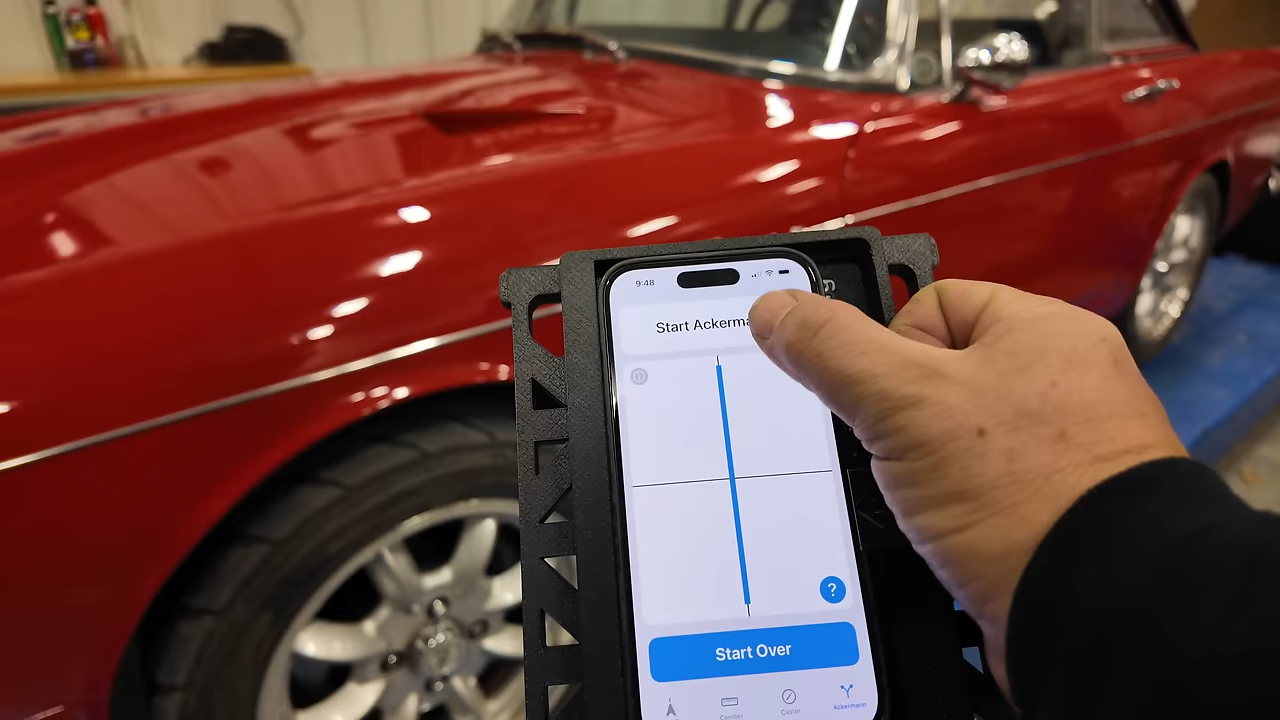 9:48
Start Ackerma
?
Start Over
Camber
Caster
Ackermann